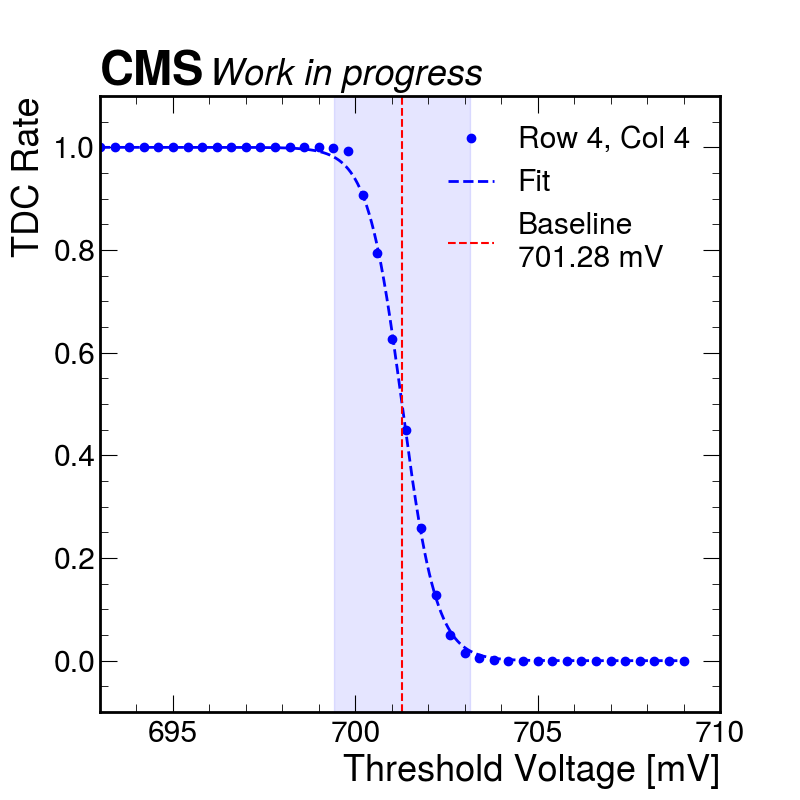 CMS Work in progress
TDC Rate
1.0
0.8
0.6
0.4
0.2
0.0
Row 4, Col 4
Fit
Baseline
701.28 mV
695 700 705 710
Threshold Voltage [mV]